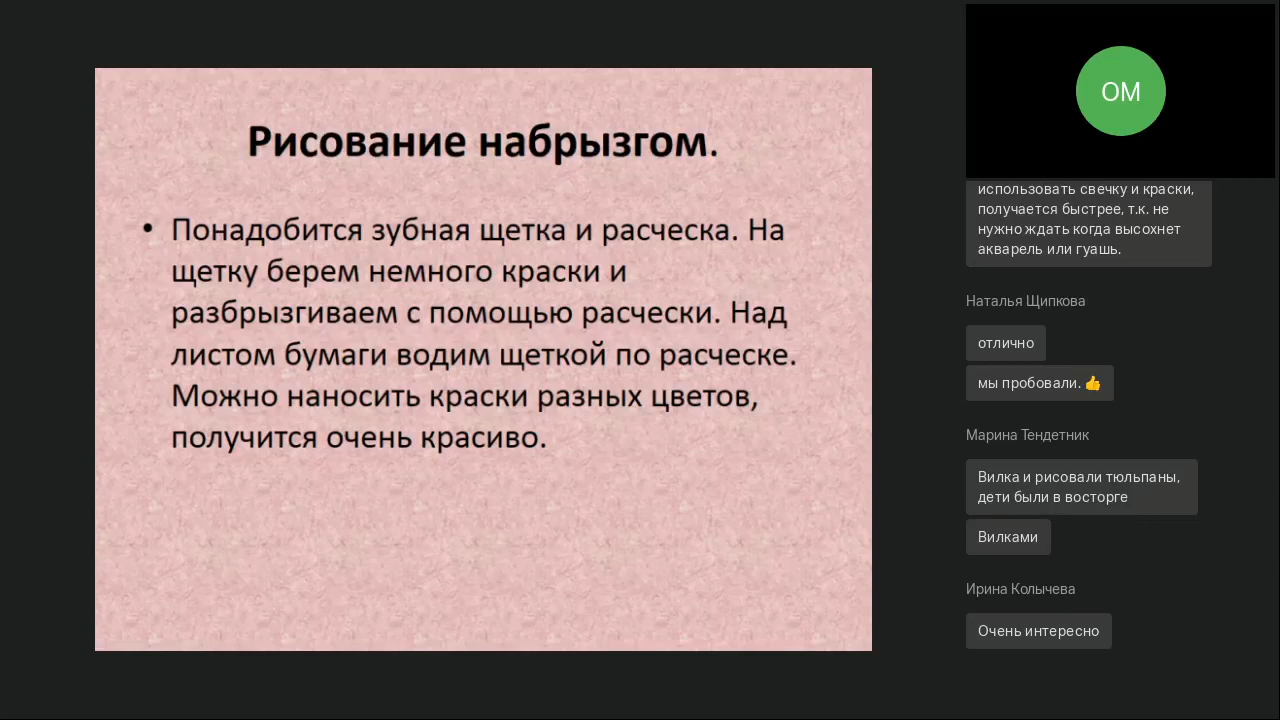 Рисование набрызгом.
• Понадобится зубная щетка и расческа. На
щетку берем немного краски и
разбрызгиваем с помощью расчески. Над
листом бумаги водим щеткой по расческе.
Можно наносить краски разных цветов,
получится очень красиво.
ОМ
использовать свечку и краски,
получается быстрее, т.к. не
нужно ждать когда высохнет
акварель или гуашь.
Наталья Щипкова
отлично
мы пробовали. 👍
Марина Тендетник
Вилка и рисовали тюльпаны,
дети были в восторге
Вилками
Ирина Колычева
Очень интересно